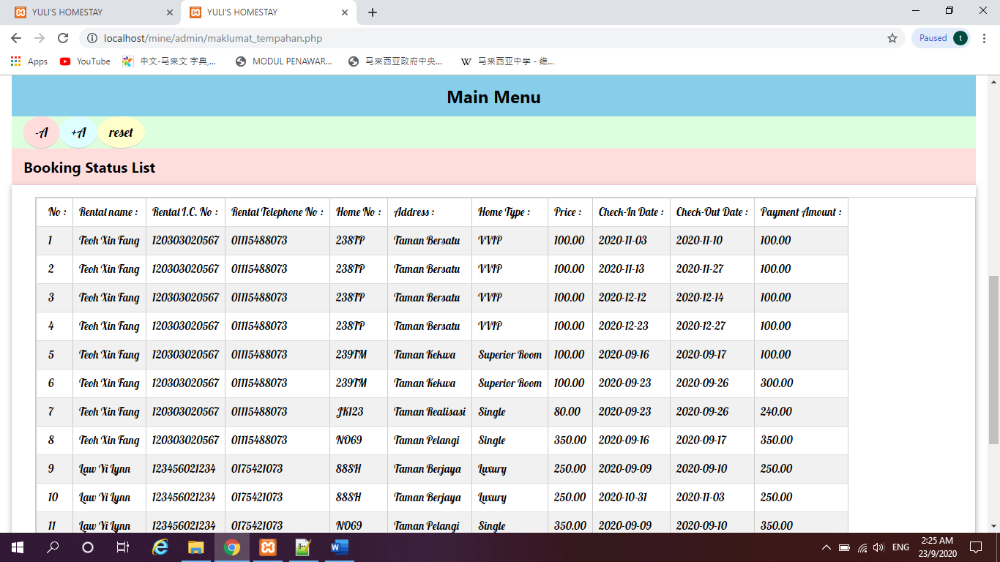 YULI'S HOMESTAY YULI'S HOMESTAY
localhost/mine/admin/maklumat_tempahan.php Paused t
Apps YouTube 中文-马来文 字典,... MODUL PENAWAR... 马来西亚政府中央... W 马来西亚中学 - 维...
Main Menu
-A +A reset
Booking Status List
No : Rental name : Rental I.C. No : Rental Telephone No : Home No : Address : Home Type : Price : Check-In Date : Check-Out Date : Payment Amount :
1 Teoh Xin Fang 120303020567 01115488073 238TP Taman Bersatu VVIP 100.00 2020-11-03 2020-11-10 100.00
2 Teoh Xin Fang 120303020567 01115488073 238TP Taman Bersatu VVIP 100.00 2020-11-13 2020-11-27 100.00
3 Teoh Xin Fang 120303020567 01115488073 238TP Taman Bersatu VVIP 100.00 2020-12-12 2020-12-14 100.00
4 Teoh Xin Fang 120303020567 01115488073 238TP Taman Bersatu VVIP 100.00 2020-12-23 2020-12-27 100.00
5 Teoh Xin Fang 120303020567 01115488073 239TM Taman Kekwa Superior Room 100.00 2020-09-16 2020-09-17 100.00
6 Teoh Xin Fang 120303020567 01115488073 239TM Taman Kekwa Superior Room 100.00 2020-09-23 2020-09-26 300.00
7 Teoh Xin Fang 120303020567 01115488073 JK123 Taman Realisasi Single 80.00 2020-09-23 2020-09-26 240.00
8 Teoh Xin Fang 120303020567 01115488073 NO69 Taman Pelangi Single 350.00 2020-09-16 2020-09-17 350.00
9 Law Yi Lynn 123456021234 0175421073 88SH Taman Berjaya Luxury 250.00 2020-09-09 2020-09-10 250.00
10 Law Yi Lynn 123456021234 0175421073 88SH Taman Berjaya Luxury 250.00 2020-10-31 2020-11-03 250.00
11 Law Yi Lynn 123456021234 0175421073 NO69 Taman Pelangi Single 350.00 2020-09-09 2020-09-10 350.00
ENG 2:25 AM
23/9/2020